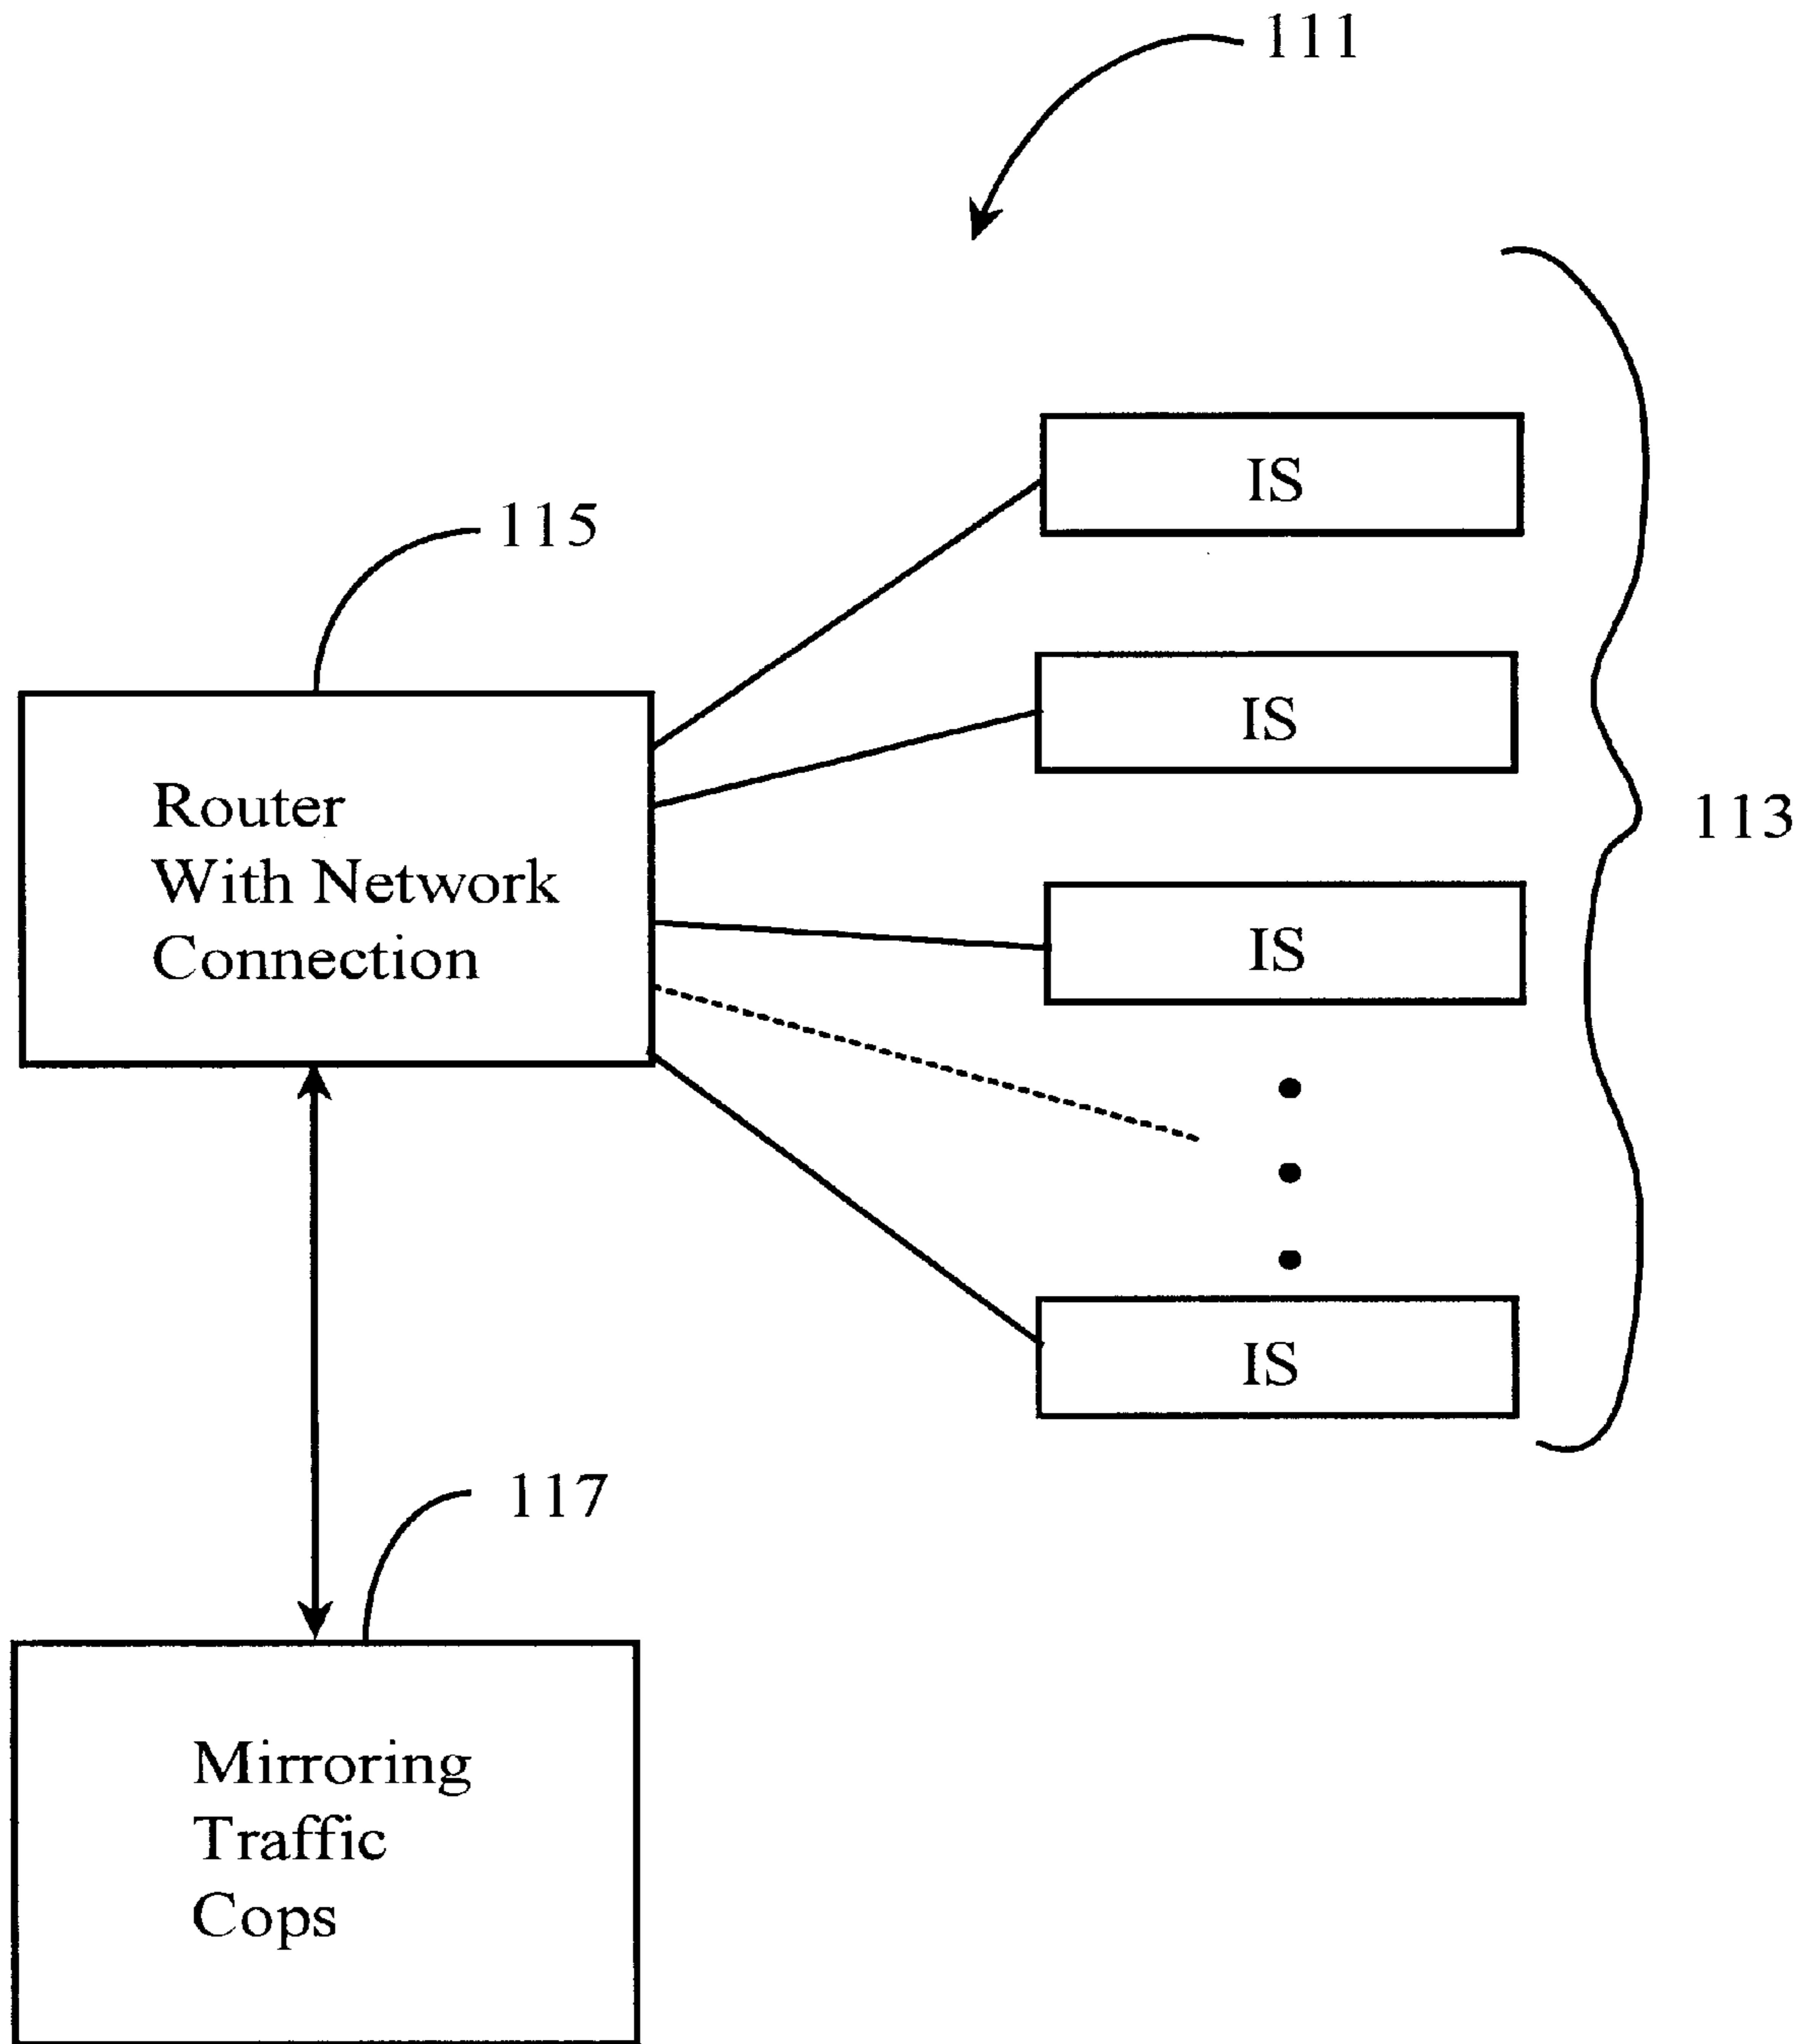 111
IS
115
IS
Router
With Network
Connection
113
IS
IS
117
Mirroring
Traffic
Cops